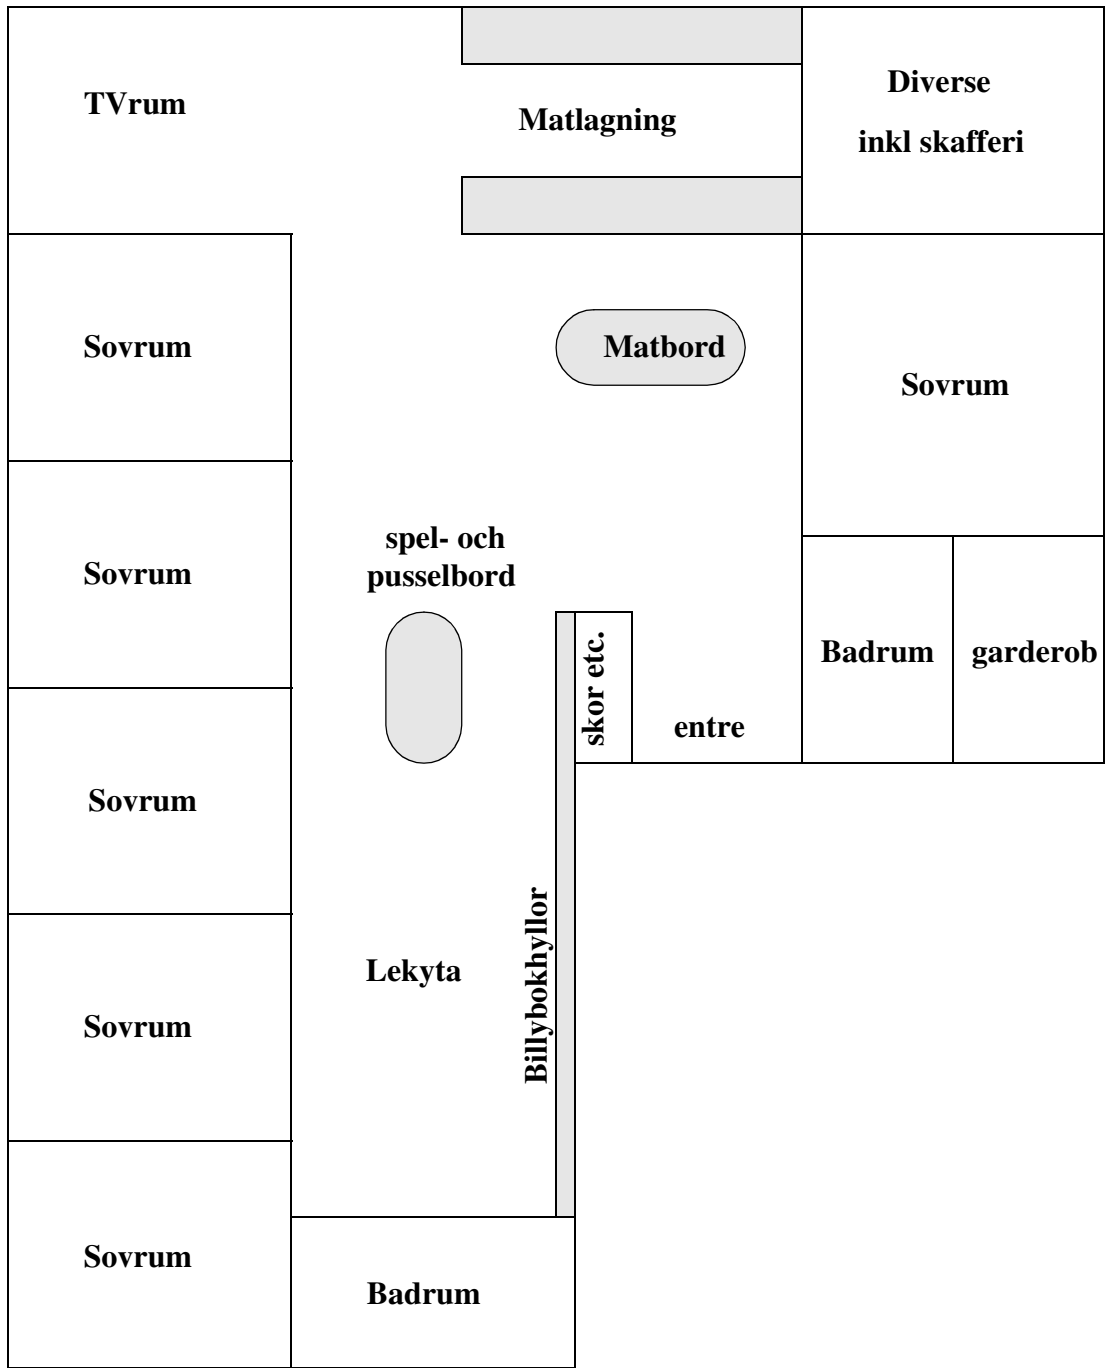 TVrum
Matlagning
Diverse
inkl skafferi
Sovrum
Matbord
Sovrum
spel- och
pusselbord
Sovrum
skor etc.
Badrum
garderob
entre
Sovrum
Billybokhyllor
Lekyta
Sovrum
Sovrum
Badrum